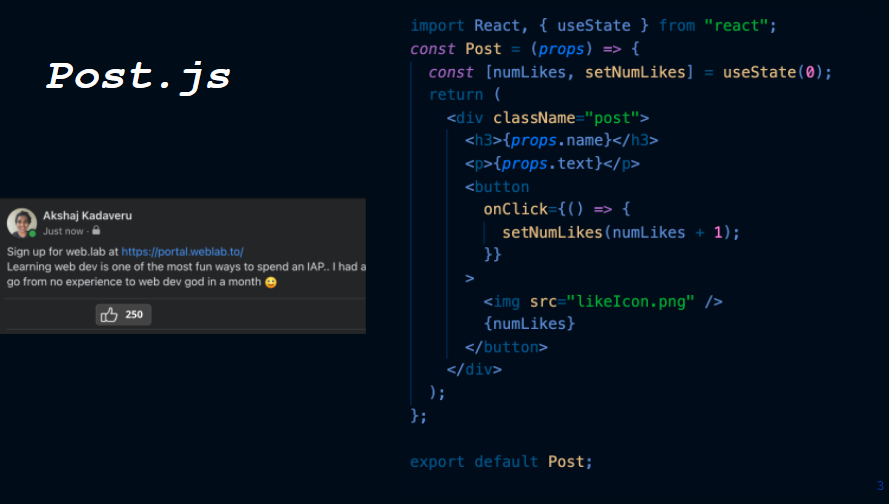 Post.js
Akshaj Kadaveru
Just now ·
Sign up for web.lab at https://portal.weblab.to/
Learning web dev is one of the most fun ways to spend an IAP.. I had a
go from no experience to web dev god in a month
250
import React, { useState } from "react";
const Post = (props) => {
  const [numLikes, setNumLikes] = useState(0);
  return (
    <div className="post">
      <h3>{props.name}</h3>
      <p>{props.text}</p>
      <button
        onClick={() => {
          setNumLikes(numLikes + 1);
        }}
      >
        <img src="likeIcon.png" />
        {numLikes}
      </button>
    </div>
  );
};
export default Post;
3